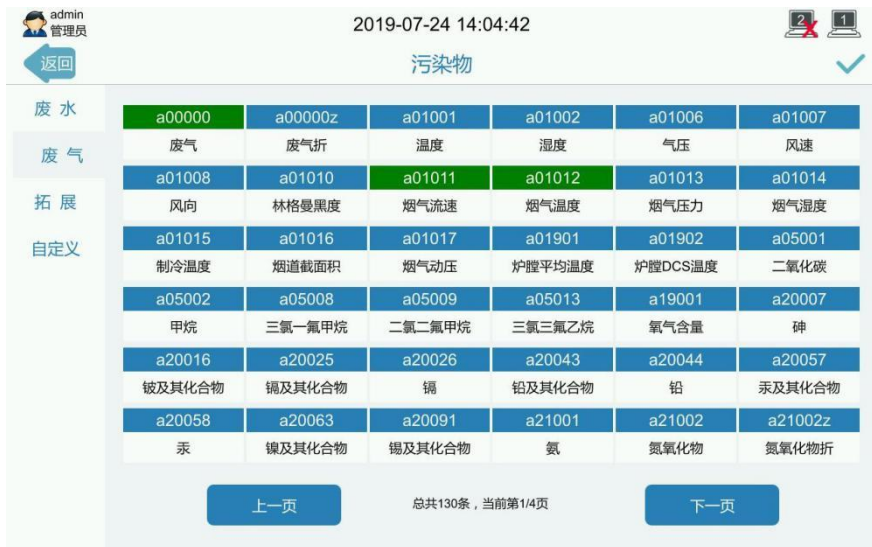 admin
管理员
2019-07-24 14:04:42
2
1
返回
污染物
废 水
废 气
拓 展
自定义
a00000 a00000z a01001 a01002 a01006 a01007
废气 废气折 温度 湿度 气压 风速
a01008 a01010 a01011 a01012 a01013 a01014
风向 林格曼黑度 烟气流速 烟气温度 烟气压力 烟气湿度
a01015 a01016 a01017 a01901 a01902 a05001
制冷温度 烟道截面积 烟气动压 炉膛平均温度 炉膛DCS温度 二氧化碳
a05002 a05008 a05009 a05013 a19001 a20007
甲烷 三氯一氟甲烷 二氯二氟甲烷 三氯三氟乙烷 氧气含量 砷
a20016 a20025 a20026 a20043 a20044 a20057
铍及其化合物 镉及其化合物 镉 铅及其化合物 铅 汞及其化合物
a20058 a20063 a20091 a21001 a21002 a21002z
汞 镍及其化合物 锡及其化合物 氨 氮氧化物 氮氧化物折
上一页 总共130条，当前第1/4页 下一页